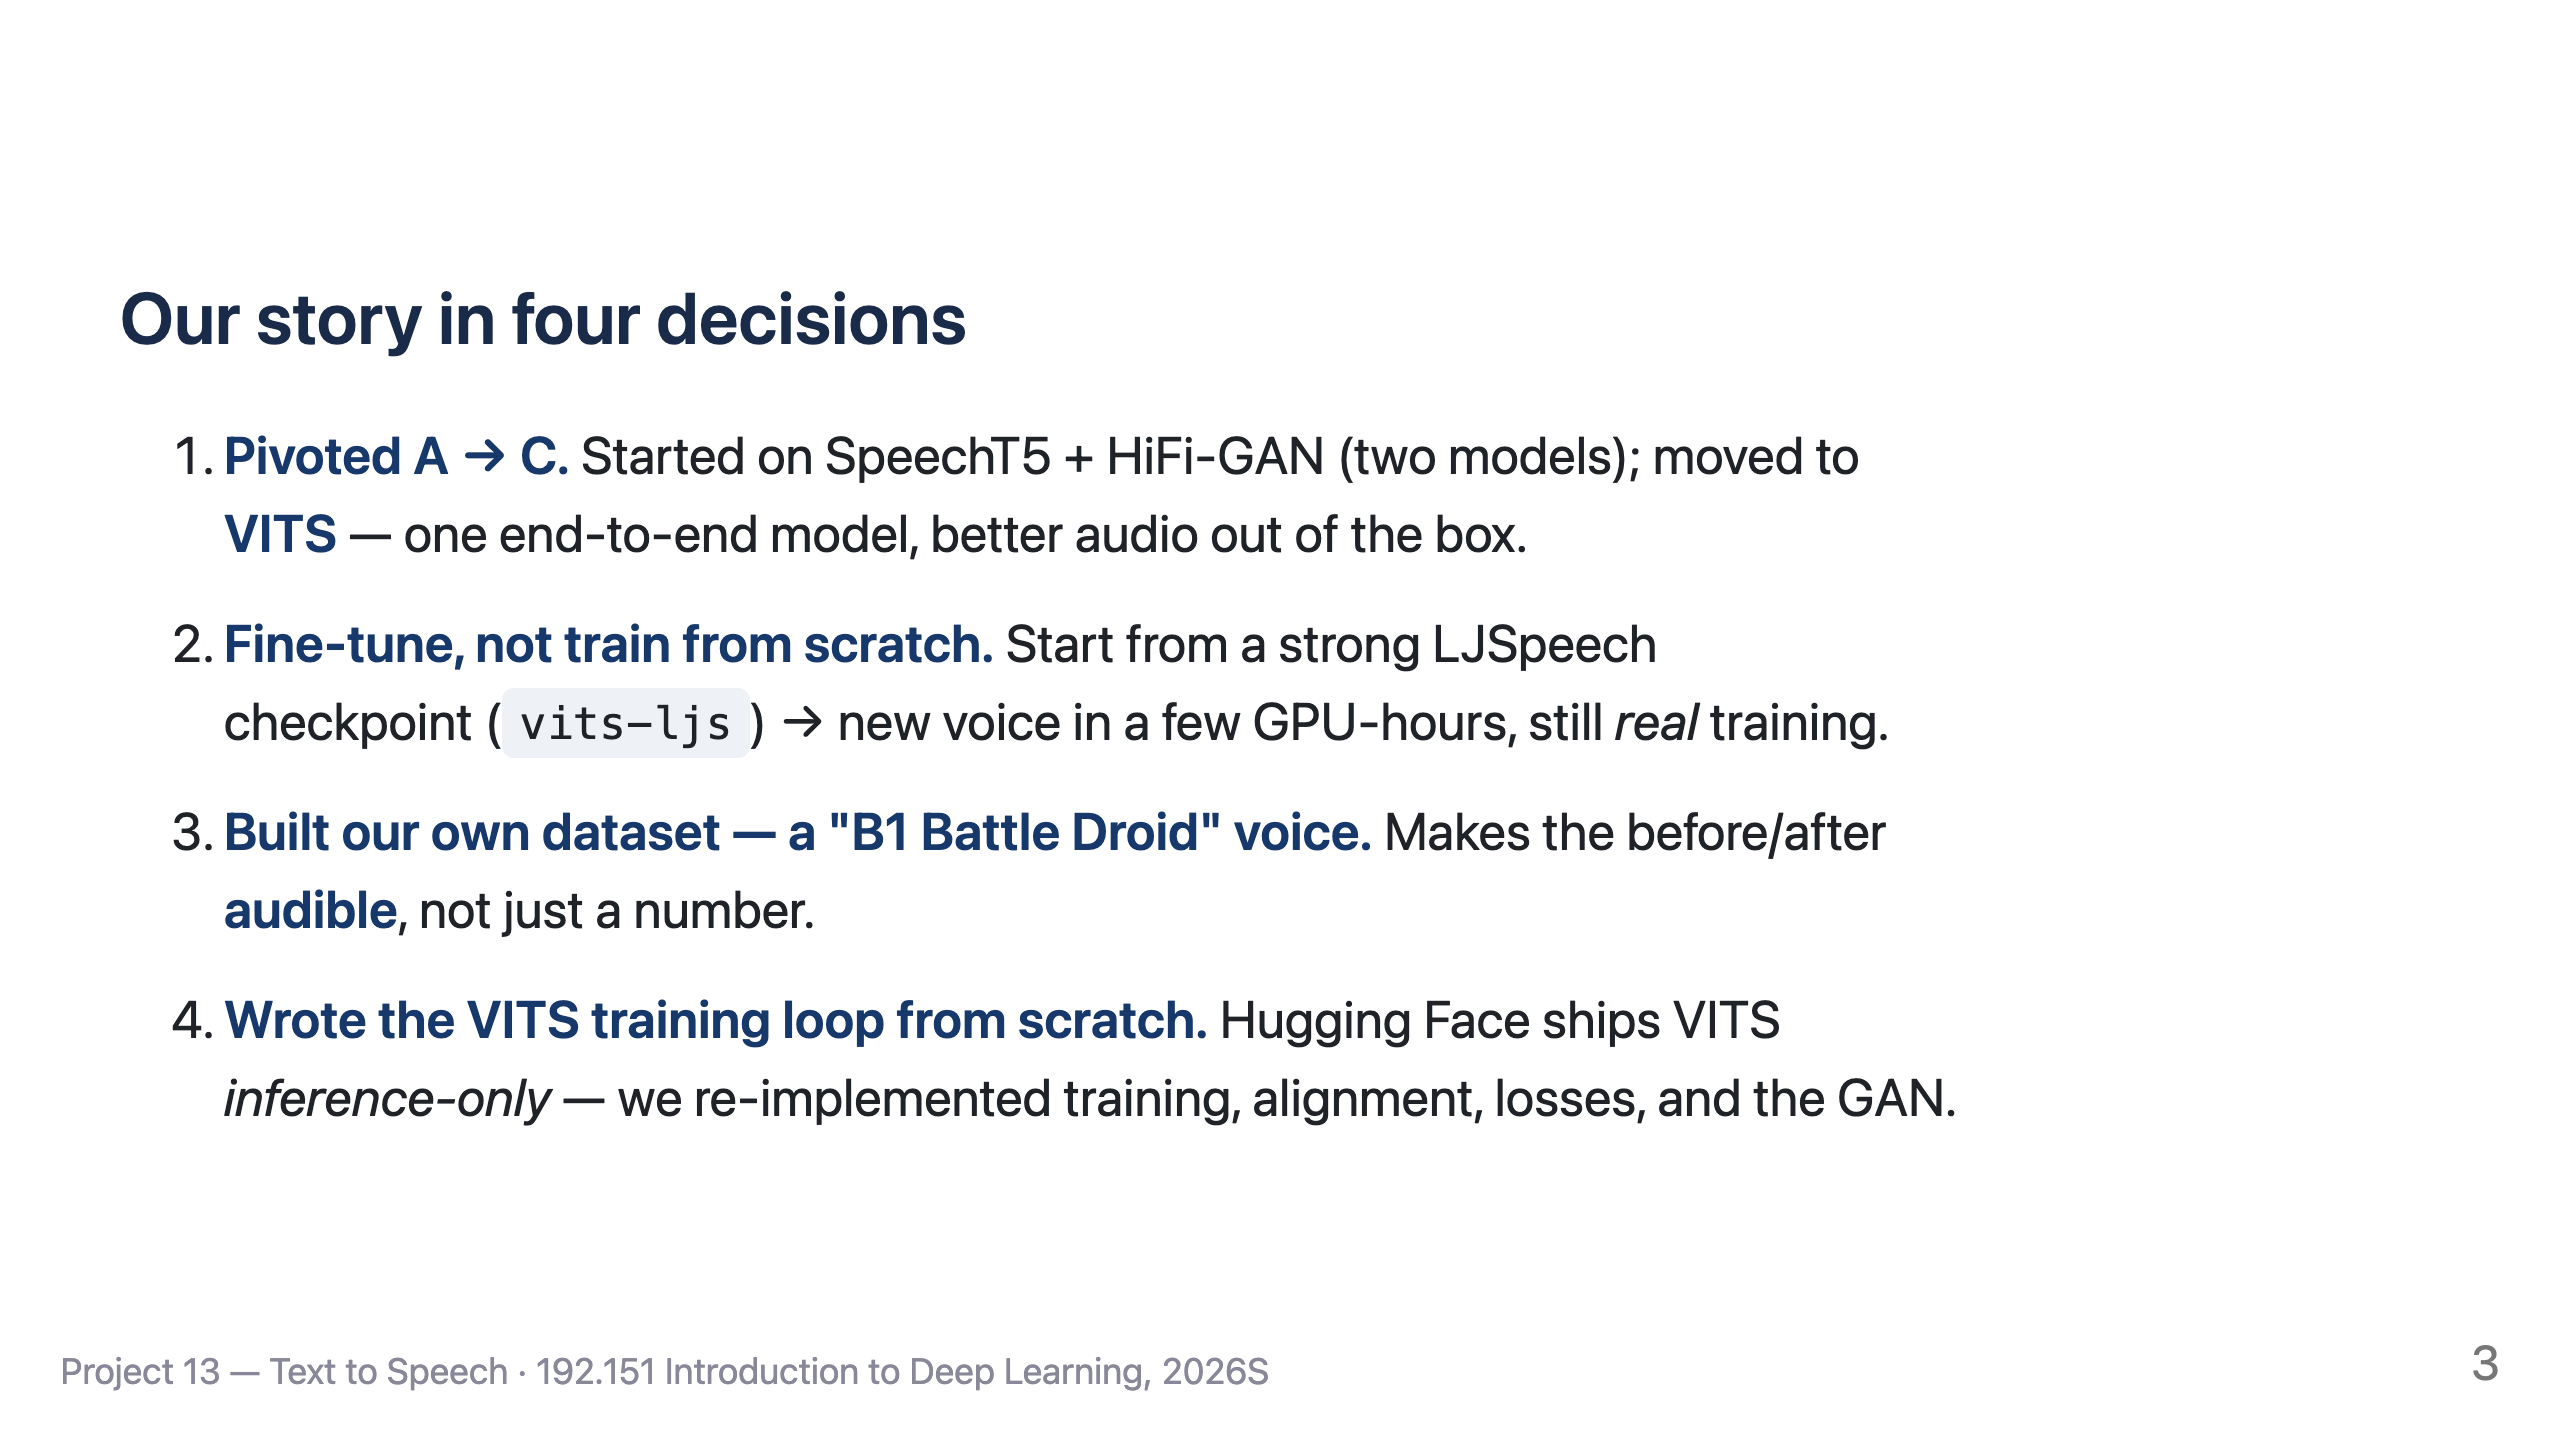 Our story in four decisions
1. Pivoted A → C. Started on SpeechT5 + HiFi-GAN (two models); moved to
VITS — one end-to-end model, better audio out of the box.
2. Fine-tune, not train from scratch. Start from a strong LJSpeech
checkpoint (vits-ljs) → new voice in a few GPU-hours, still real training.
3. Built our own dataset — a "B1 Battle Droid" voice. Makes the before/after
audible, not just a number.
4. Wrote the VITS training loop from scratch. Hugging Face ships VITS
inference-only — we re-implemented training, alignment, losses, and the GAN.
Project 13 — Text to Speech · 192.151 Introduction to Deep Learning, 2026S
3